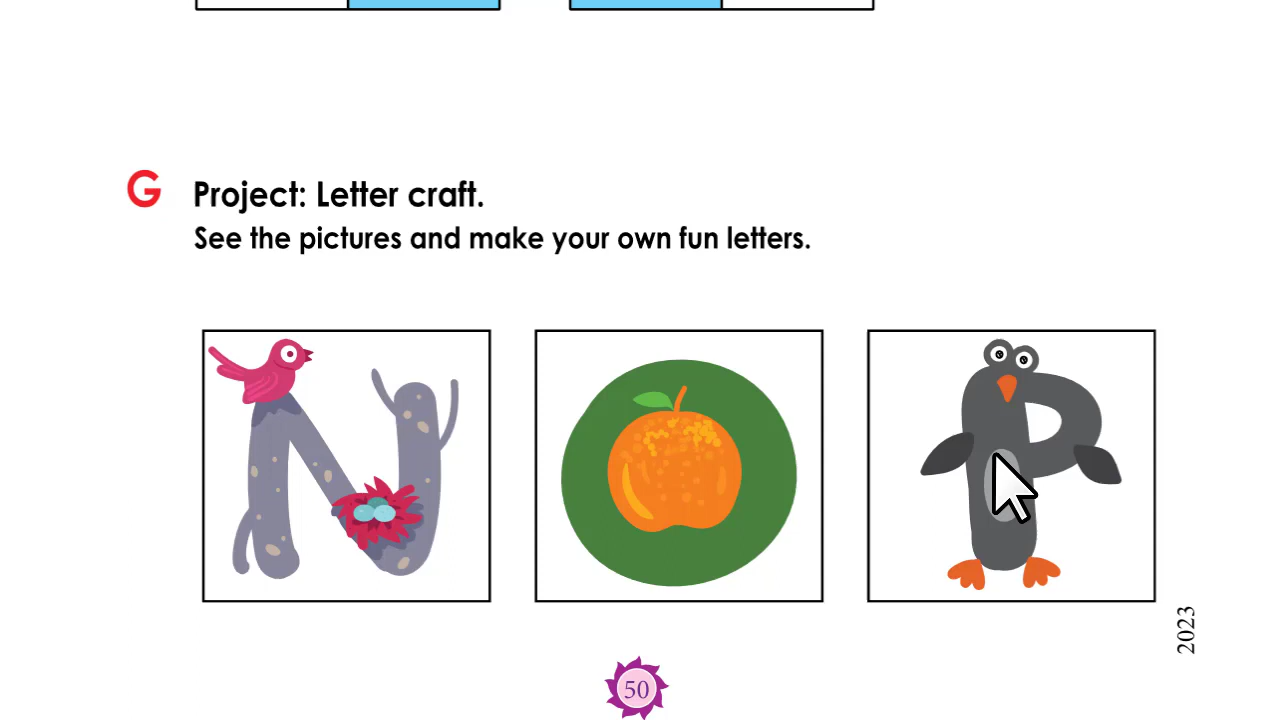 G Project: Letter craft.
See the pictures and make your own fun letters.
N
P
2023
50